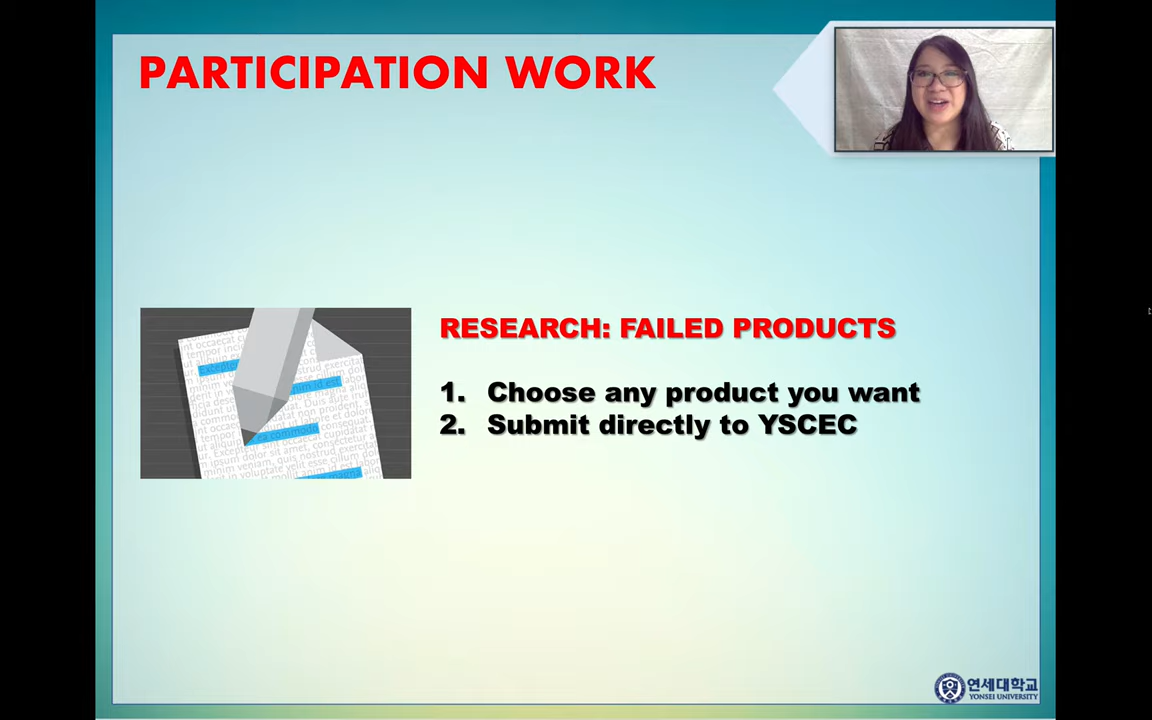 PARTICIPATION WORK
RESEARCH: FAILED PRODUCTS
1. Choose any product you want
2. Submit directly to YSCEC
연세대학교
YONSEI UNIVERSITY